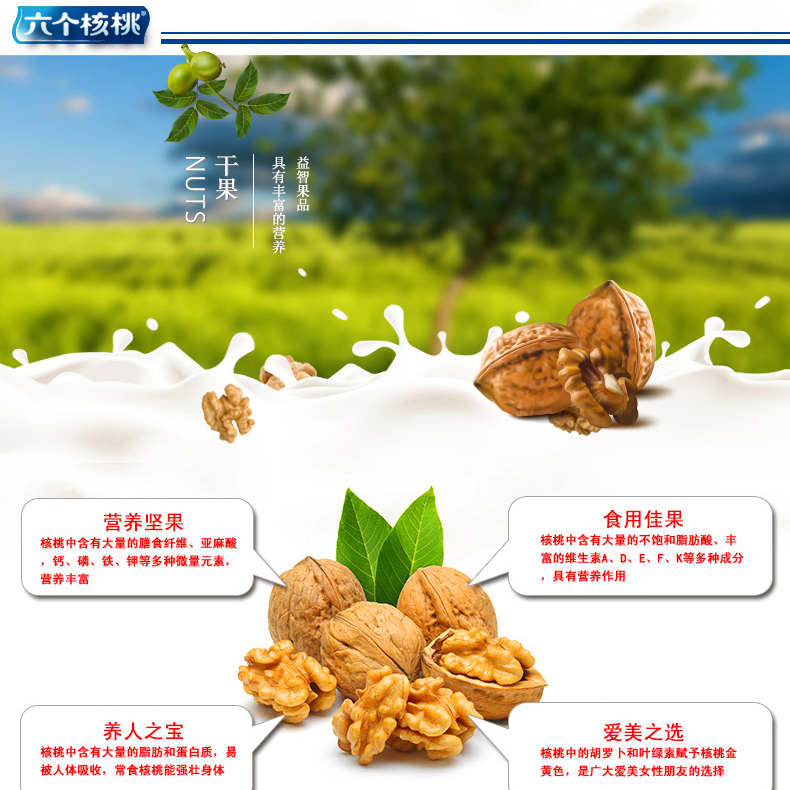 六个核桃®
干果
NUTS
益智果品
具有丰富的营养
营养坚果
核桃中含有大量的膳食纤维、亚麻酸
，钙、磷、铁、钾等多种微量元素，
营养丰富
食用佳果
核桃中含有大量的不饱和脂肪酸、丰
富的维生素A、D、E、F、K等多种成分
，具有营养作用
养人之宝
核桃中含有大量的脂肪和蛋白质，易
被人体吸收，常食核桃能强壮身体
爱美之选
核桃中的胡罗卜和叶绿素赋予核桃金
黄色，是广大爱美女性朋友的选择